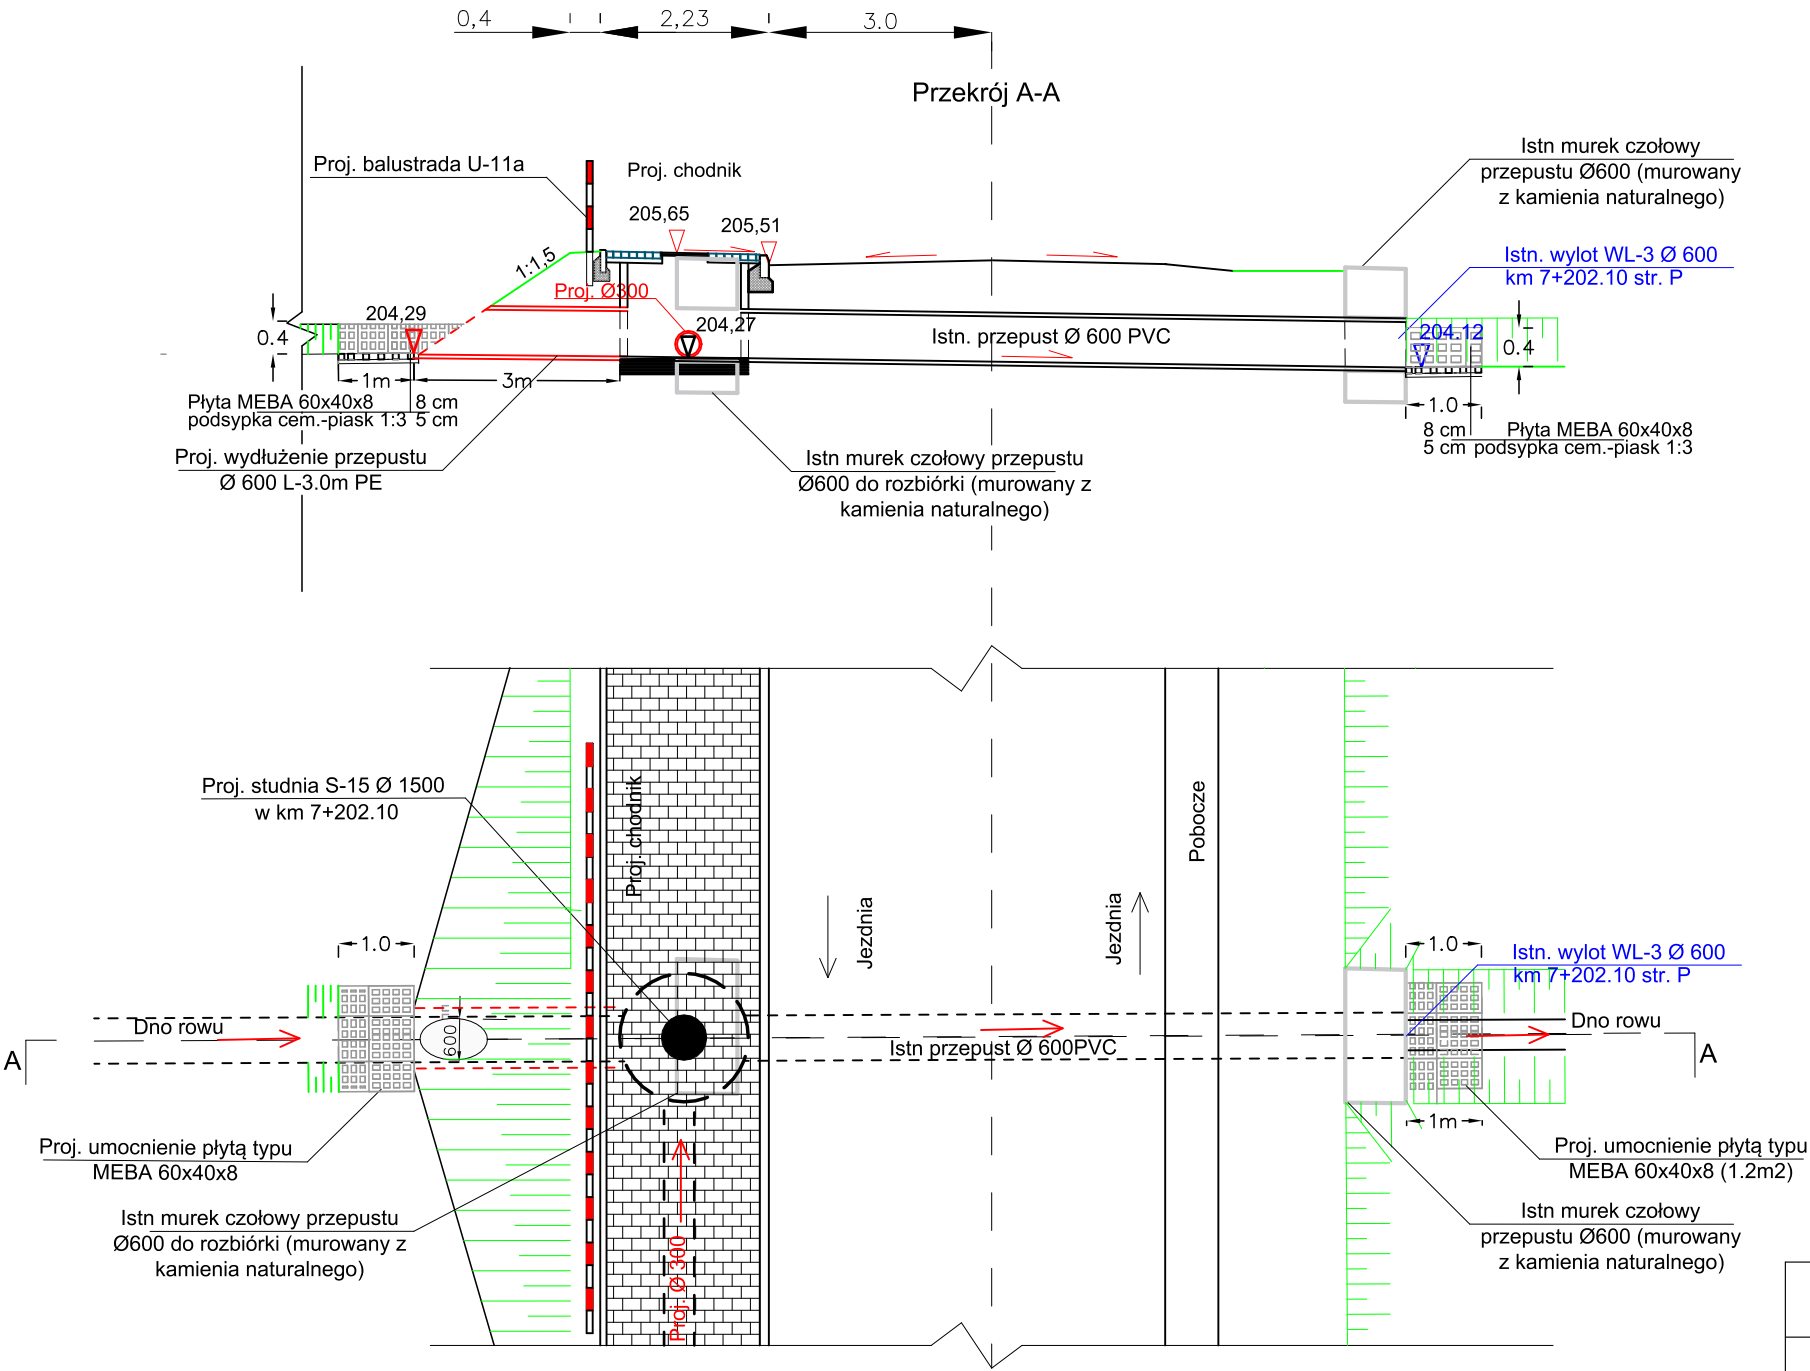 0,4
2,23
3.0
Przekrój A-A
Proj. balustrada U-11a
Proj. chodnik
205,65
205,51
1:1,5
Proj. Ø300
204,29
204,27
0.4
Istn. przepust Ø 600 PVC
Istn murek czołowy
przepustu Ø600 (murowany
z kamienia naturalnego)
Istn. wylot WL-3 Ø 600
km 7+202.10 str. P
204.12
0.4
1m
3m
1.0
Płyta MEBA 60x40x8 8 cm
podsypka cem.-piask 1:3 5 cm
8 cm Płyta MEBA 60x40x8
5 cm podsypka cem.-piask 1:3
Proj. wydłużenie przepustu
Ø 600 L-3.0m PE
Istn murek czołowy przepustu
Ø600 do rozbiórki (murowany z
kamienia naturalnego)
Proj. studnia S-15 Ø 1500
w km 7+202.10
Proj. chodnik
Pobocze
Jezdnia
Jezdnia
1.0
1.0
Istn. wylot WL-3 Ø 600
km 7+202.10 str. P
Dno rowu
600
Istn przepust Ø 600PVC
Dno rowu
A
A
1m
Proj. umocnienie płytą typu
MEBA 60x40x8
Proj. umocnienie płytą typu
MEBA 60x40x8 (1.2m2)
Istn murek czołowy przepustu
Ø600 do rozbiórki (murowany z
kamienia naturalnego)
Proj. Ø 300
Istn murek czołowy
przepustu Ø600 (murowany
z kamienia naturalnego)